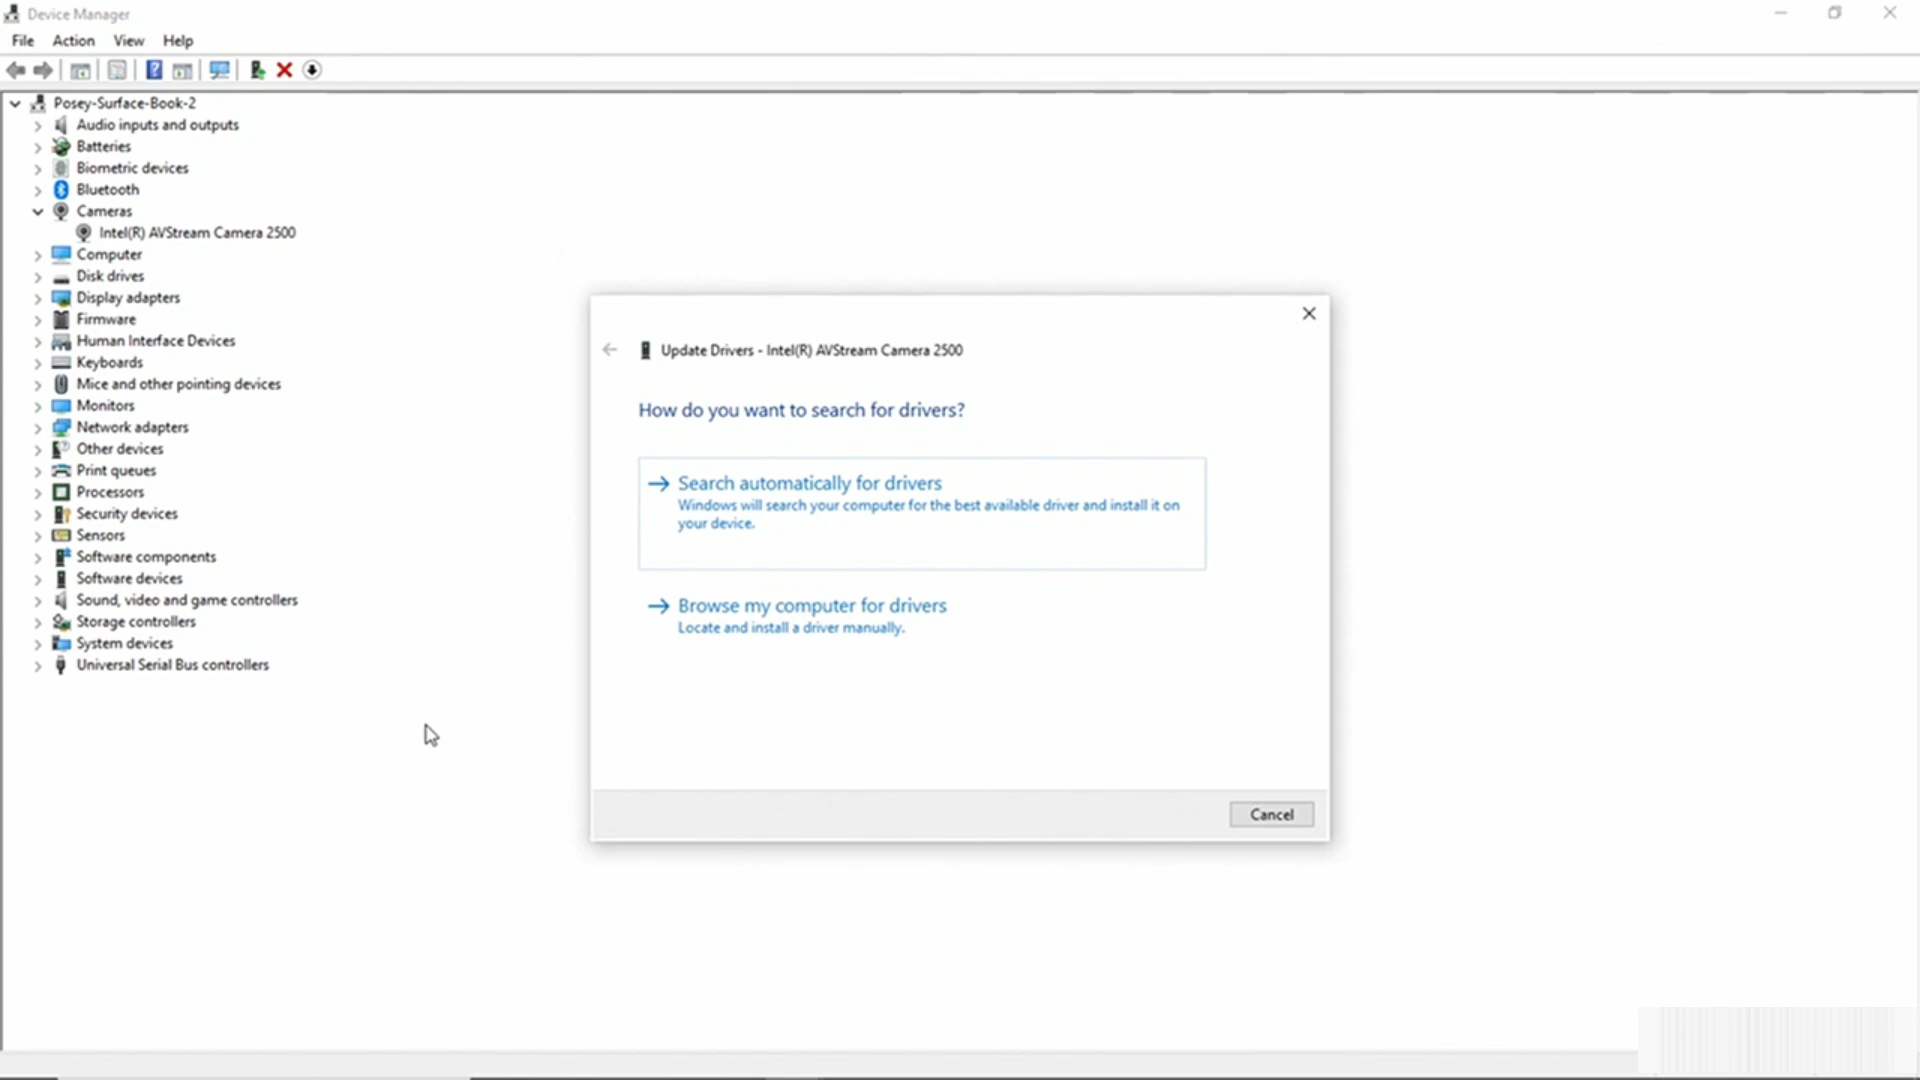 Device Manager
File Action View Help
Posey-Surface-Book-2
Audio inputs and outputs
Batteries
Biometric devices
Bluetooth
Cameras
Intel(R) AVStream Camera 2500
Computer
Disk drives
Display adapters
Firmware
Human Interface Devices
Keyboards
Mice and other pointing devices
Monitors
Network adapters
Other devices
Print queues
Processors
Security devices
Sensors
Software components
Software devices
Sound, video and game controllers
Storage controllers
System devices
Universal Serial Bus controllers
Update Drivers - Intel(R) AVStream Camera 2500
How do you want to search for drivers?
Search automatically for drivers
Windows will search your computer for the best available driver and install it on
your device.
Browse my computer for drivers
Locate and install a driver manually.
Cancel